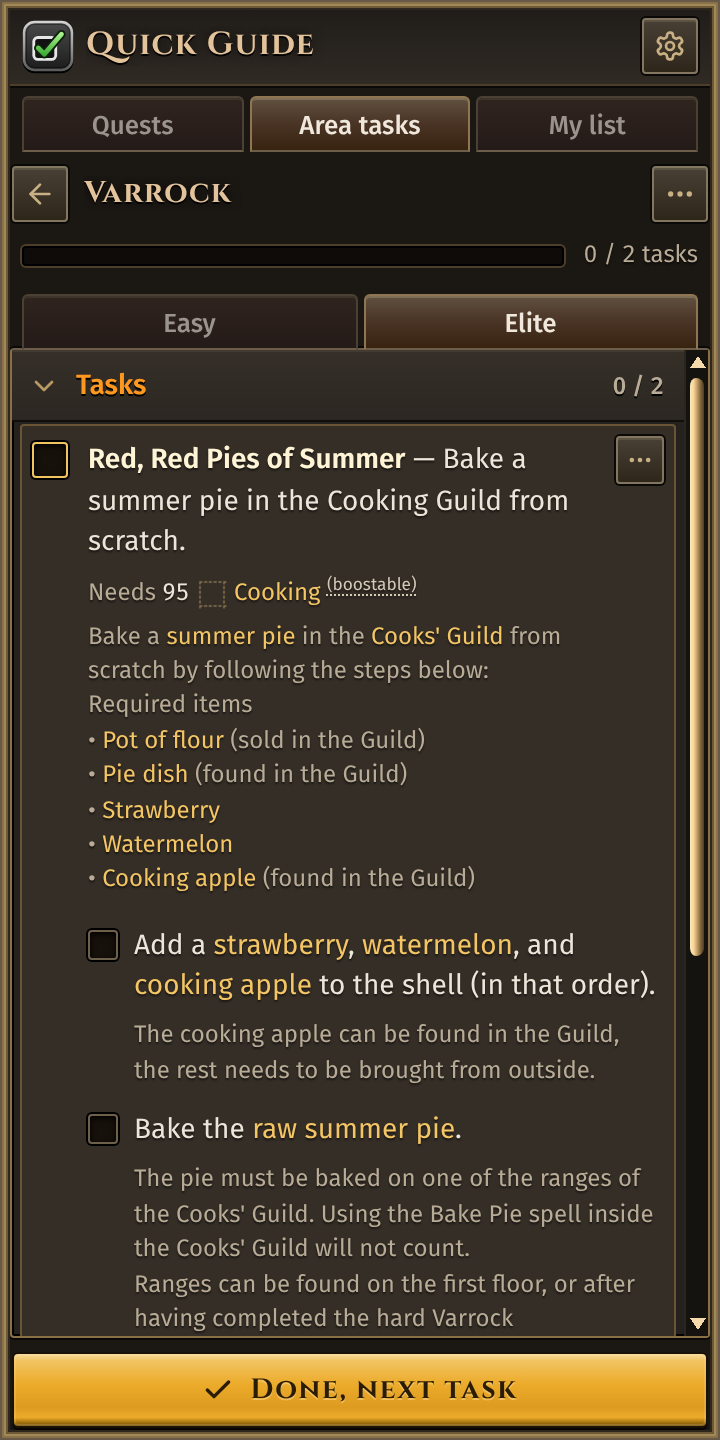 Quick Guide
Quests
Area tasks
My list
Varrock
0 / 2 tasks
Easy
Elite
Tasks
0 / 2
Red, Red Pies of Summer — Bake a
summer pie in the Cooking Guild from
scratch.
Needs 95 Cooking (boostable)
Bake a summer pie in the Cooks' Guild from
scratch by following the steps below:
Required items
• Pot of flour (sold in the Guild)
• Pie dish (found in the Guild)
• Strawberry
• Watermelon
• Cooking apple (found in the Guild)
Add a strawberry, watermelon, and
cooking apple to the shell (in that order).
The cooking apple can be found in the Guild,
the rest needs to be brought from outside.
Bake the raw summer pie.
The pie must be baked on one of the ranges of
the Cooks' Guild. Using the Bake Pie spell inside
the Cooks' Guild will not count.
Ranges can be found on the first floor, or after
having completed the hard Varrock
Done, next task